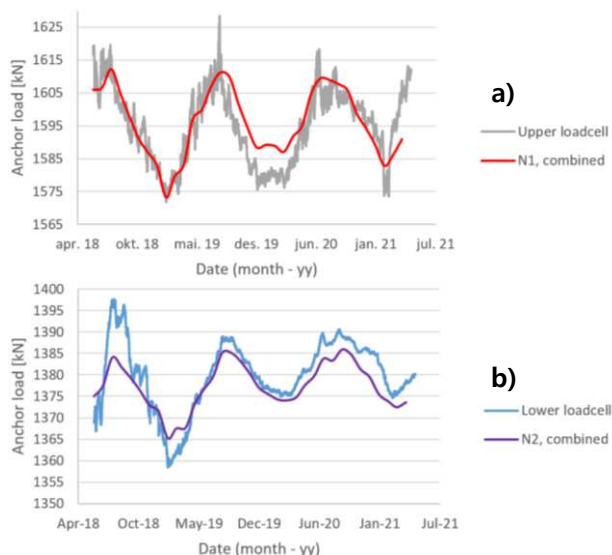 1625
1615
1605
1595
1585
1575
1565
Anchor load [kN]
apr. 18 okt. 18 mai. 19 des. 19 jun. 20 jan. 21 jul. 21
Date (month - yy)
a)
Upper loadcell
N1, combined
1400
1390
1385
1380
1370
1365
1360
1355
1350
Anchor load [kN]
Apr-18 Oct-18 May-19 Dec-19 Jun-20 Jan-21 Jul-21
Date (month - yy)
b)
Lower loadcell
N2, combined